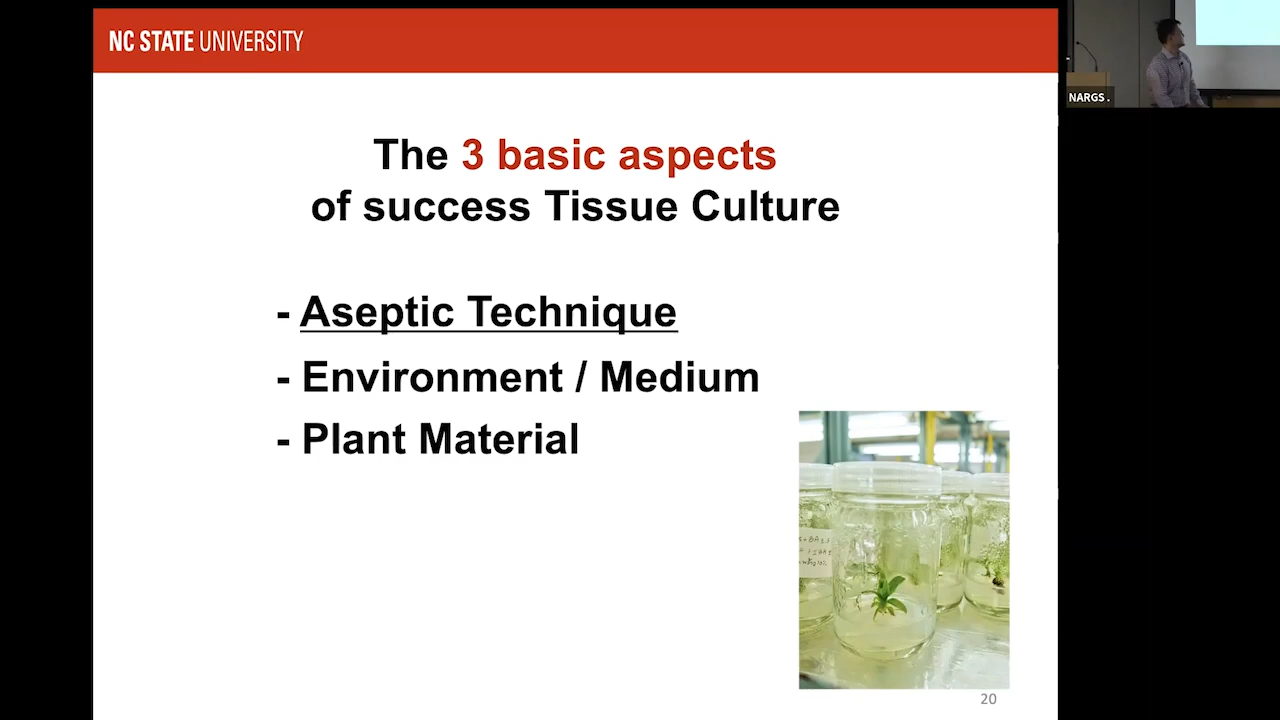 NC STATE UNIVERSITY
NARGS .
The 3 basic aspects
of success Tissue Culture
- Aseptic Technique
- Environment / Medium
- Plant Material
20